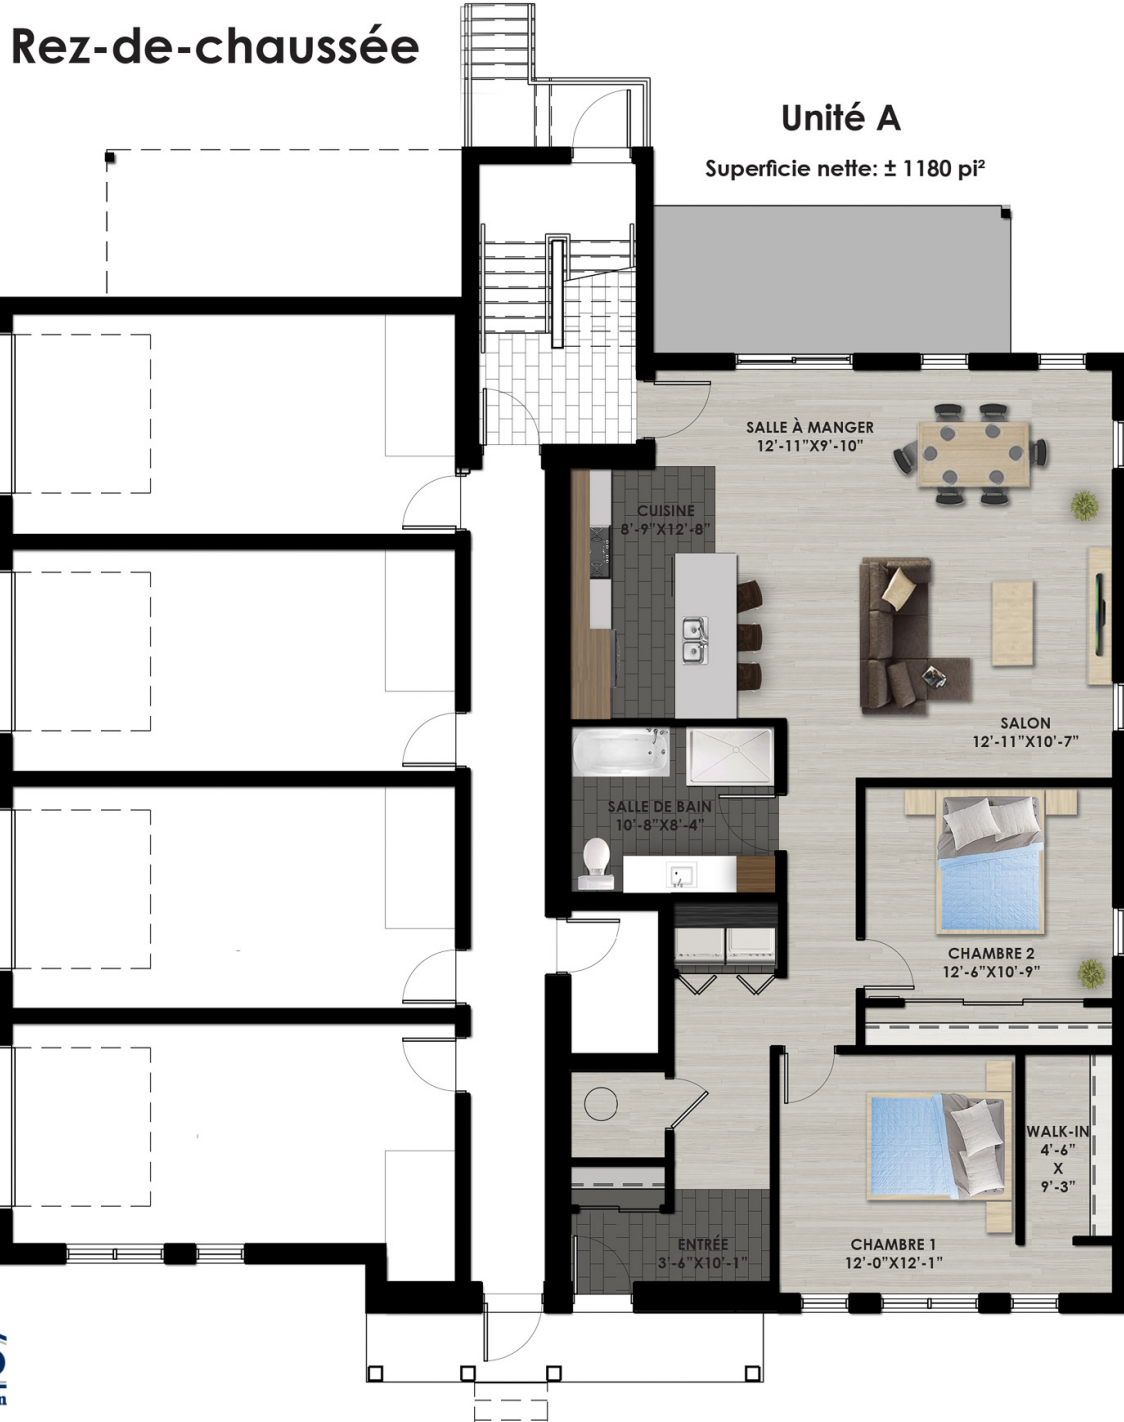 Rez-de-chaussée
Unité A
Superficie nette: ± 1180 pi²
SALLE À MANGER
12'-11"X9'-10"
CUISINE
8'-9"X12'-8"
SALON
12'-11"X10'-7"
SALLE DE BAIN
10'-8"X8'-4"
CHAMBRE 2
12'-6"X10'-9"
WALK-IN
4'-6"
X
9'-3"
ENTRÉE
3'-6"X10'-1"
CHAMBRE 1
12'-0"X12'-1"